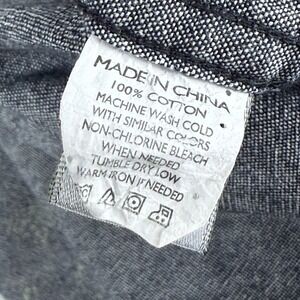 MADE IN CHINA
100% COTTON
MACHINE WASH COLD
WITH SIMILAR COLORS
NON-CHLORINE BLEACH
WHEN NEEDED
TUMBLE DRY LOW
WARM IRON IF NEEDED